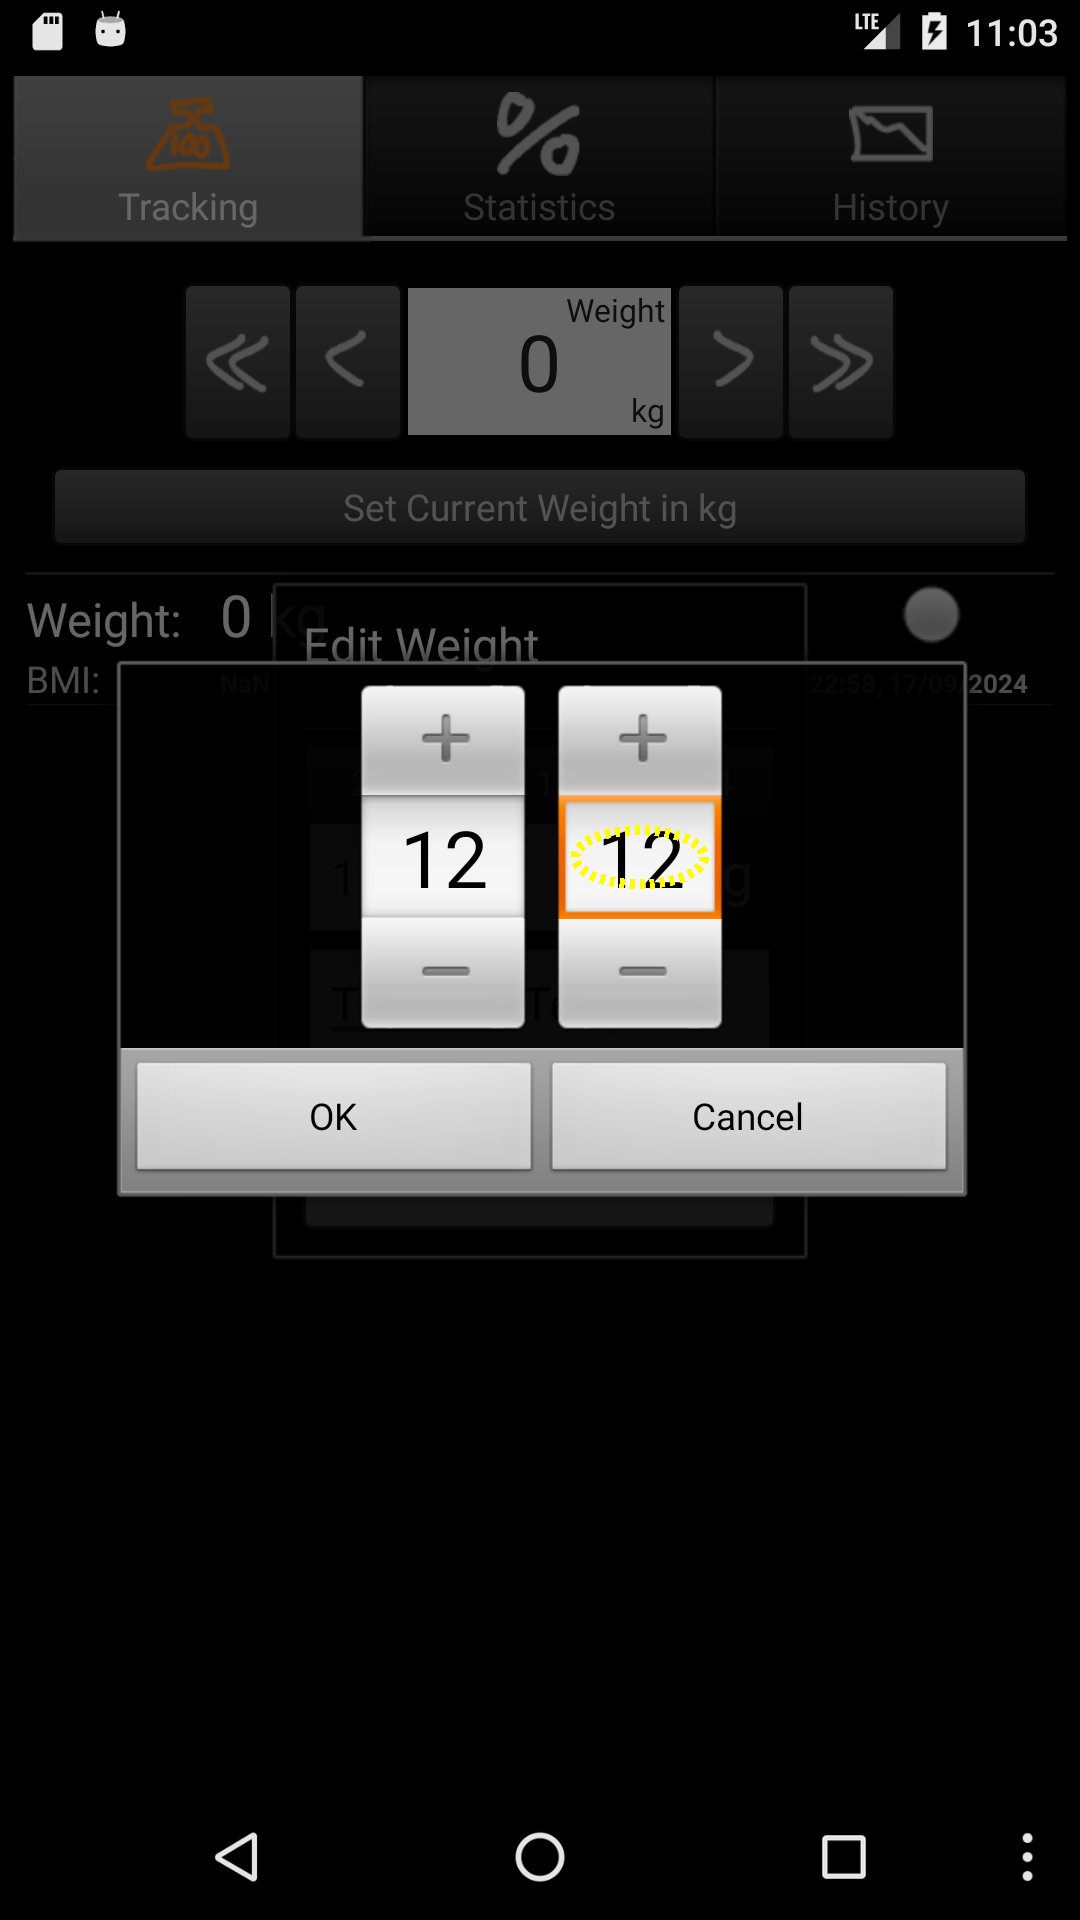 LTE 11:03
50
100
Tracking Statistics History
Weight
0
kg
Set Current Weight in kg
Weight: 0 kg
Edit Weight
BMI: NaN 22:58, 17/09/2024
12 12
OK Cancel